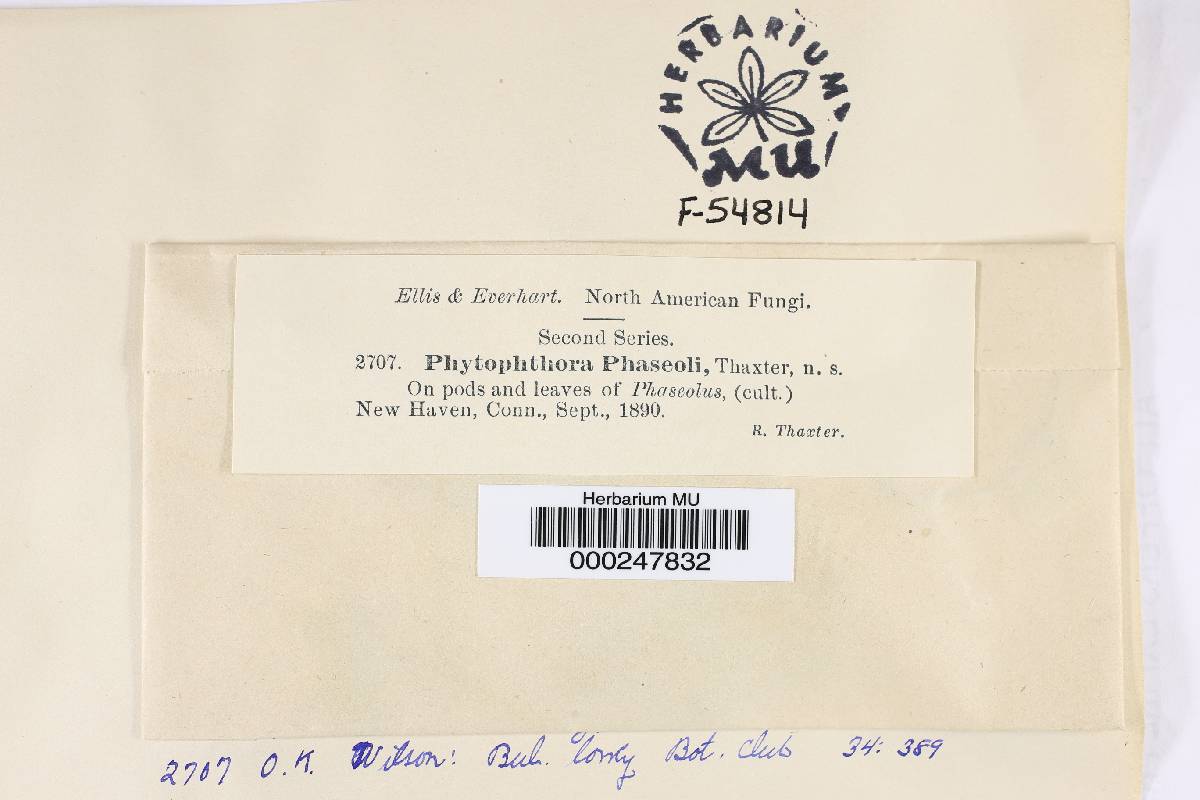 HERBARIUM
MU
F-54814
Ellis & Everhart. North American Fungi.
Second Series.
2707. Phytophthora Phaseoli, Thaxter, n. s.
On pods and leaves of Phaseolus, (cult.)
New Haven, Conn., Sept., 1890.
R. Thaxter.
Herbarium MU
000247832
2707 O.K. Wilson: Bul. Torrey Bot. Club 34: 389